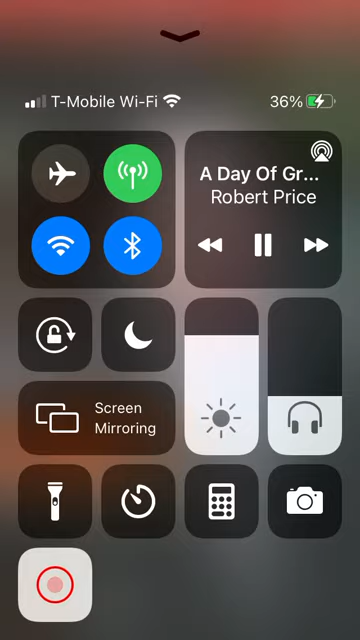 T-Mobile Wi-Fi
36%
A Day Of Gr...
Robert Price
Screen
Mirroring